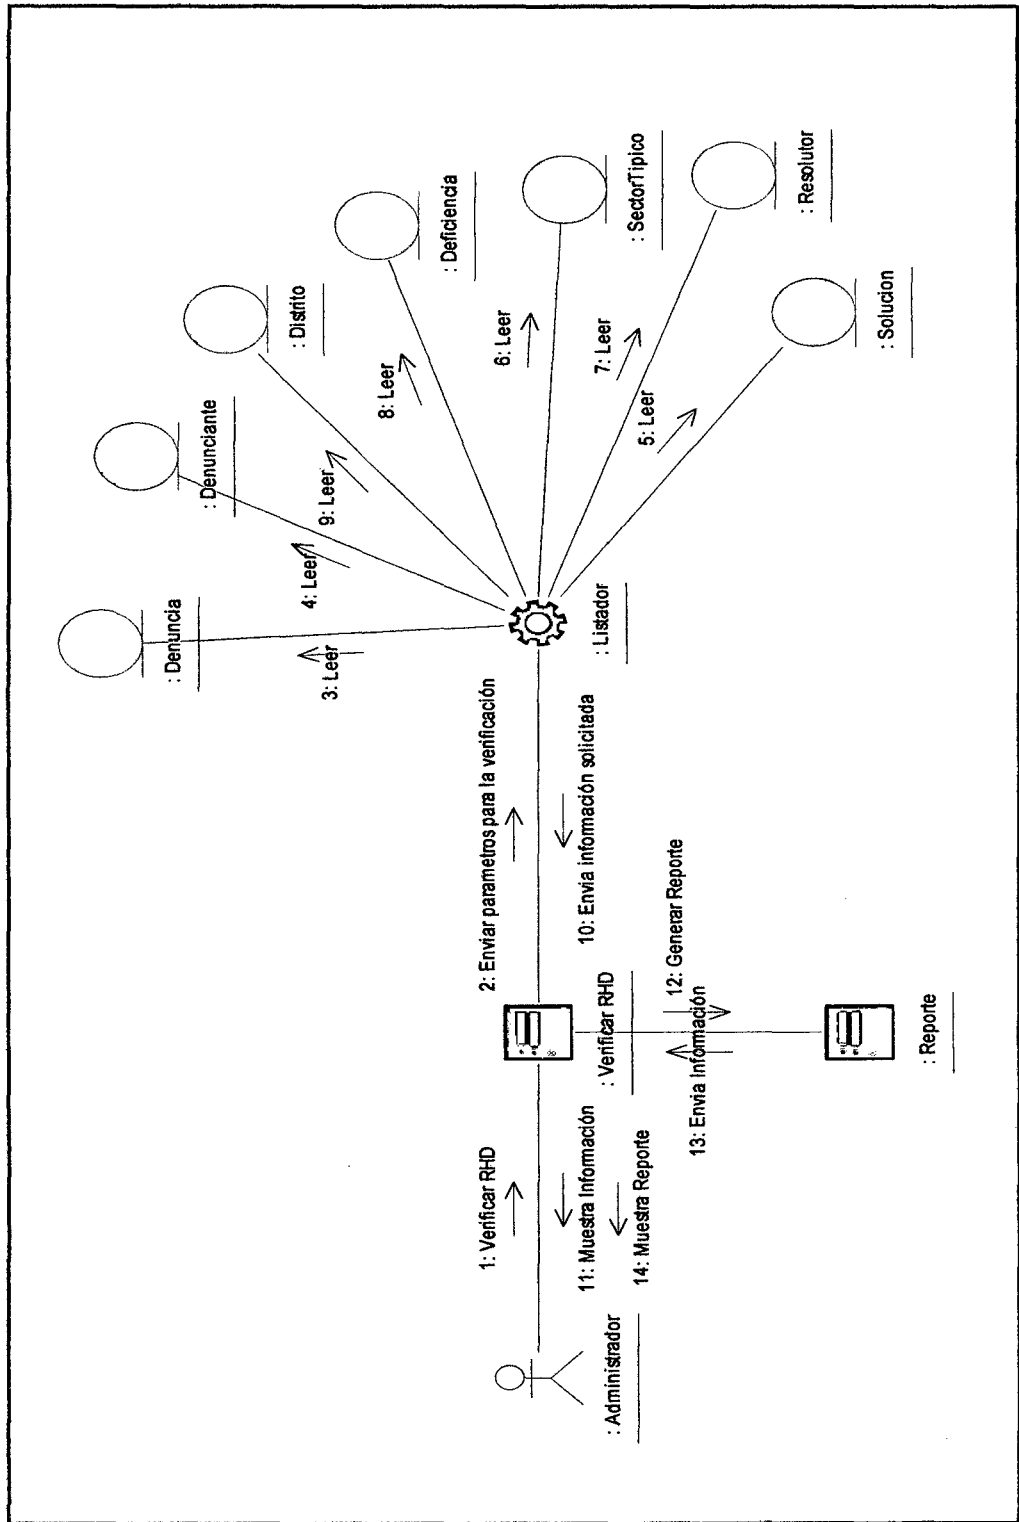 1: Verificar RHD
11: Muestra Información
14: Muestra Reporte
: Administrador
2: Enviar parametros para la verificación
10: Envia información solicitada
: Verificar RHD
12: Generar Reporte
13: Envia Información
: Reporte
: Listador
3: Leer
: Denuncia
4: Leer
: Denunciante
9: Leer
: Distrito
8: Leer
: Deficiencia
6: Leer
: SectorTipico
7: Leer
: Resolutor
5: Leer
: Solucion